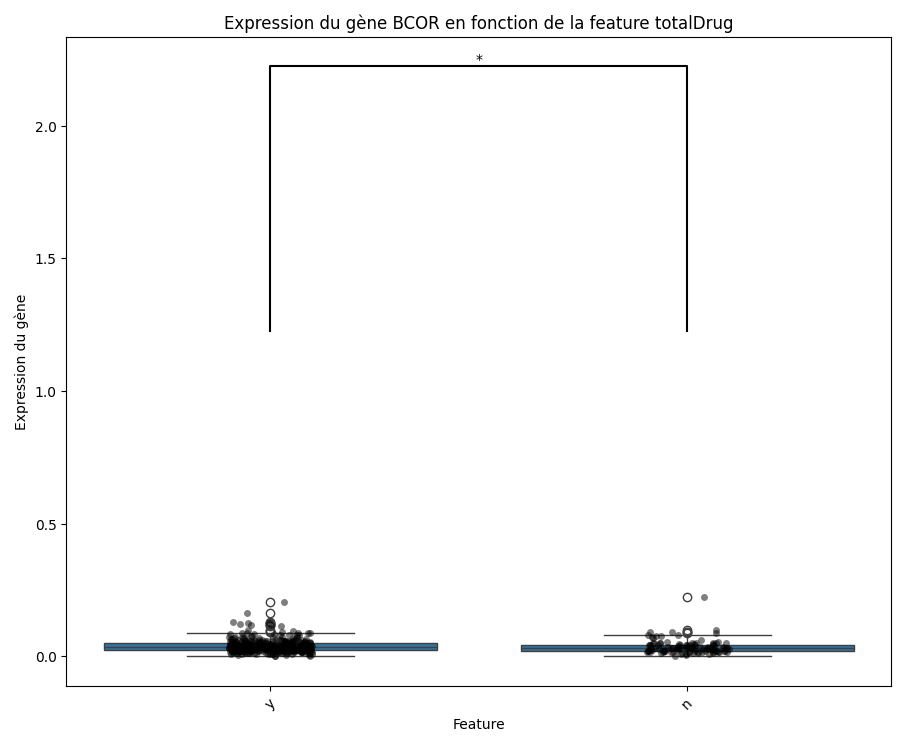 Expression du gène BCOR en fonction de la feature totalDrug
*
2.0
1.5
1.0
0.5
0.0
Expression du gène
y
n
Feature